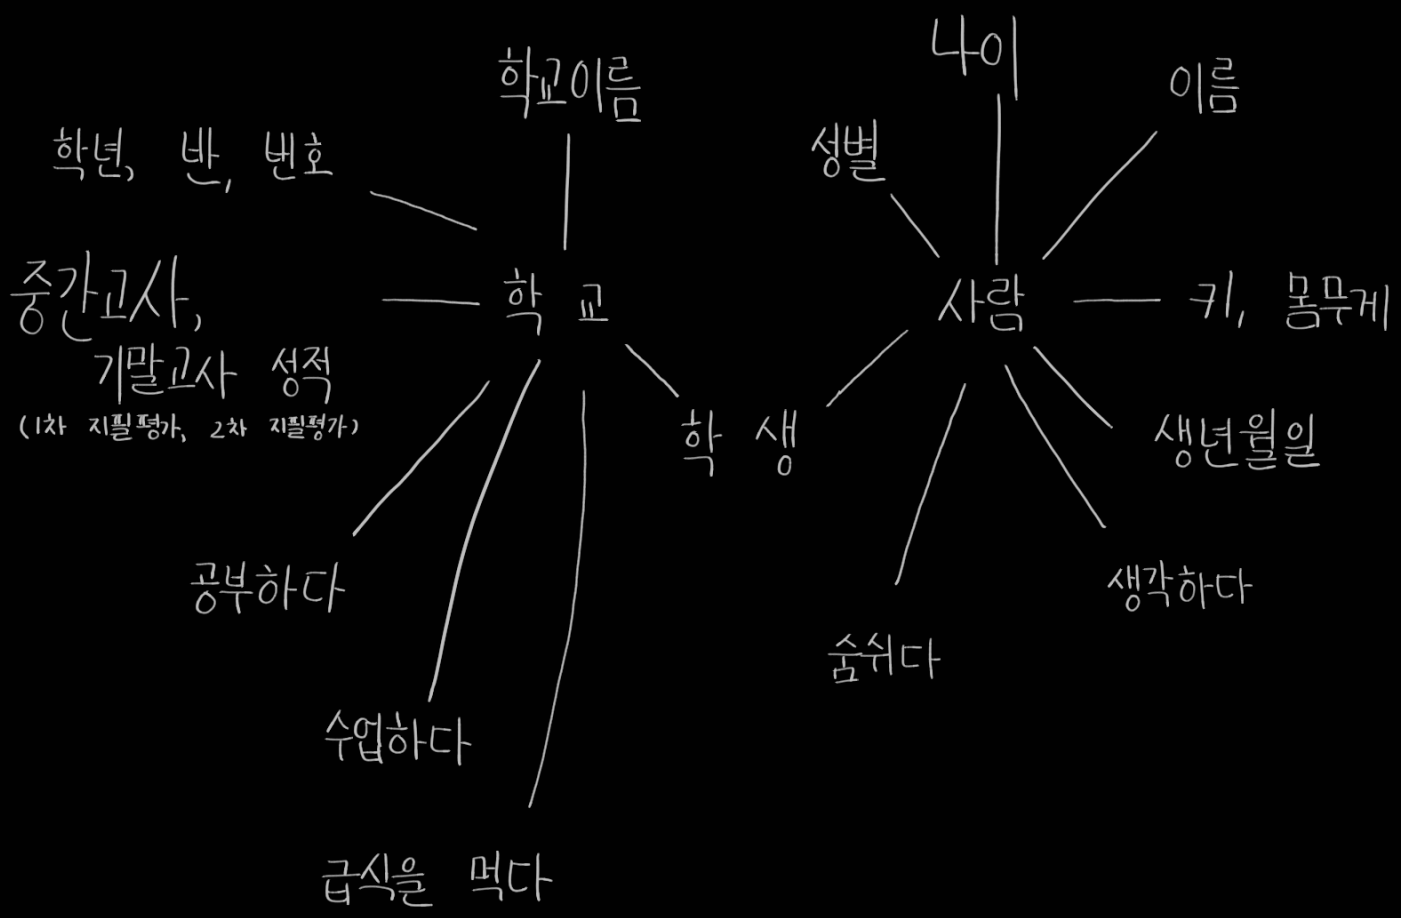 나이
학교이름
이름
성별
학년, 반, 번호
중간고사,
기말고사 성적
(1차 지필평가, 2차 지필평가)
학교
사람
키, 몸무게
학생
생년월일
공부하다
생각하다
숨쉬다
수업하다
급식을 먹다